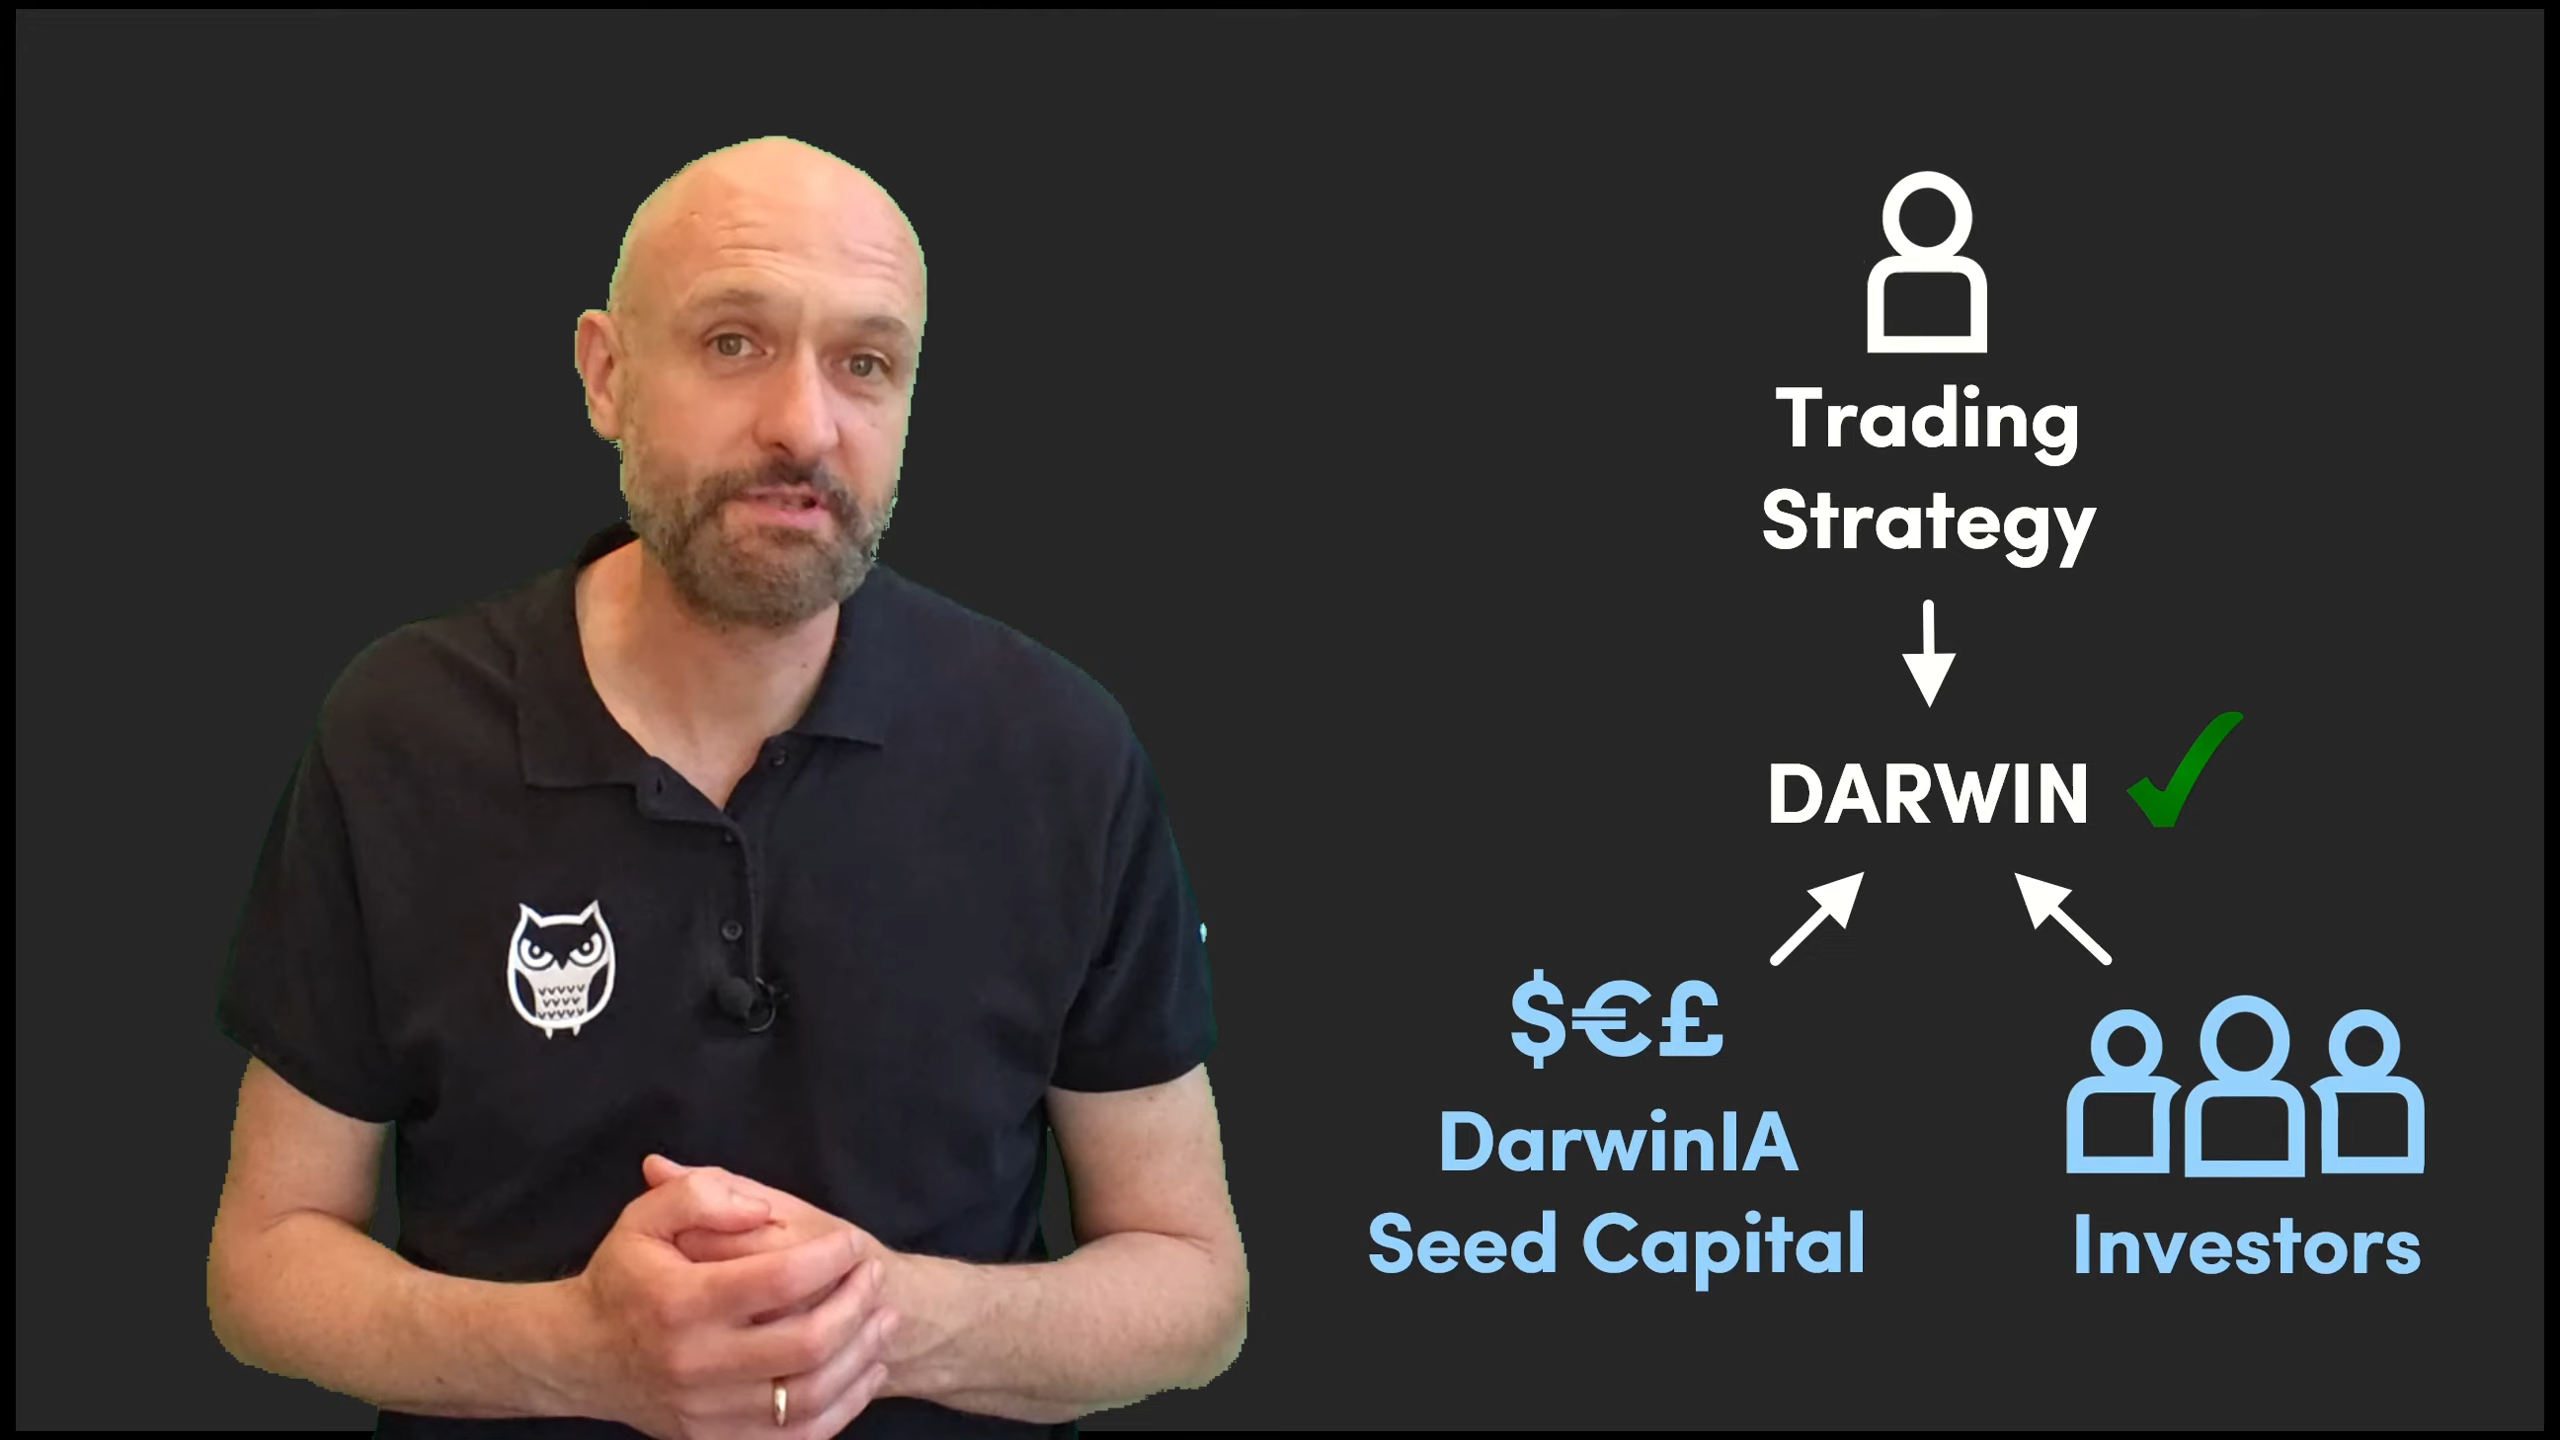 Trading
Strategy
DARWIN
$€£
DarwinIA
Seed Capital
Investors